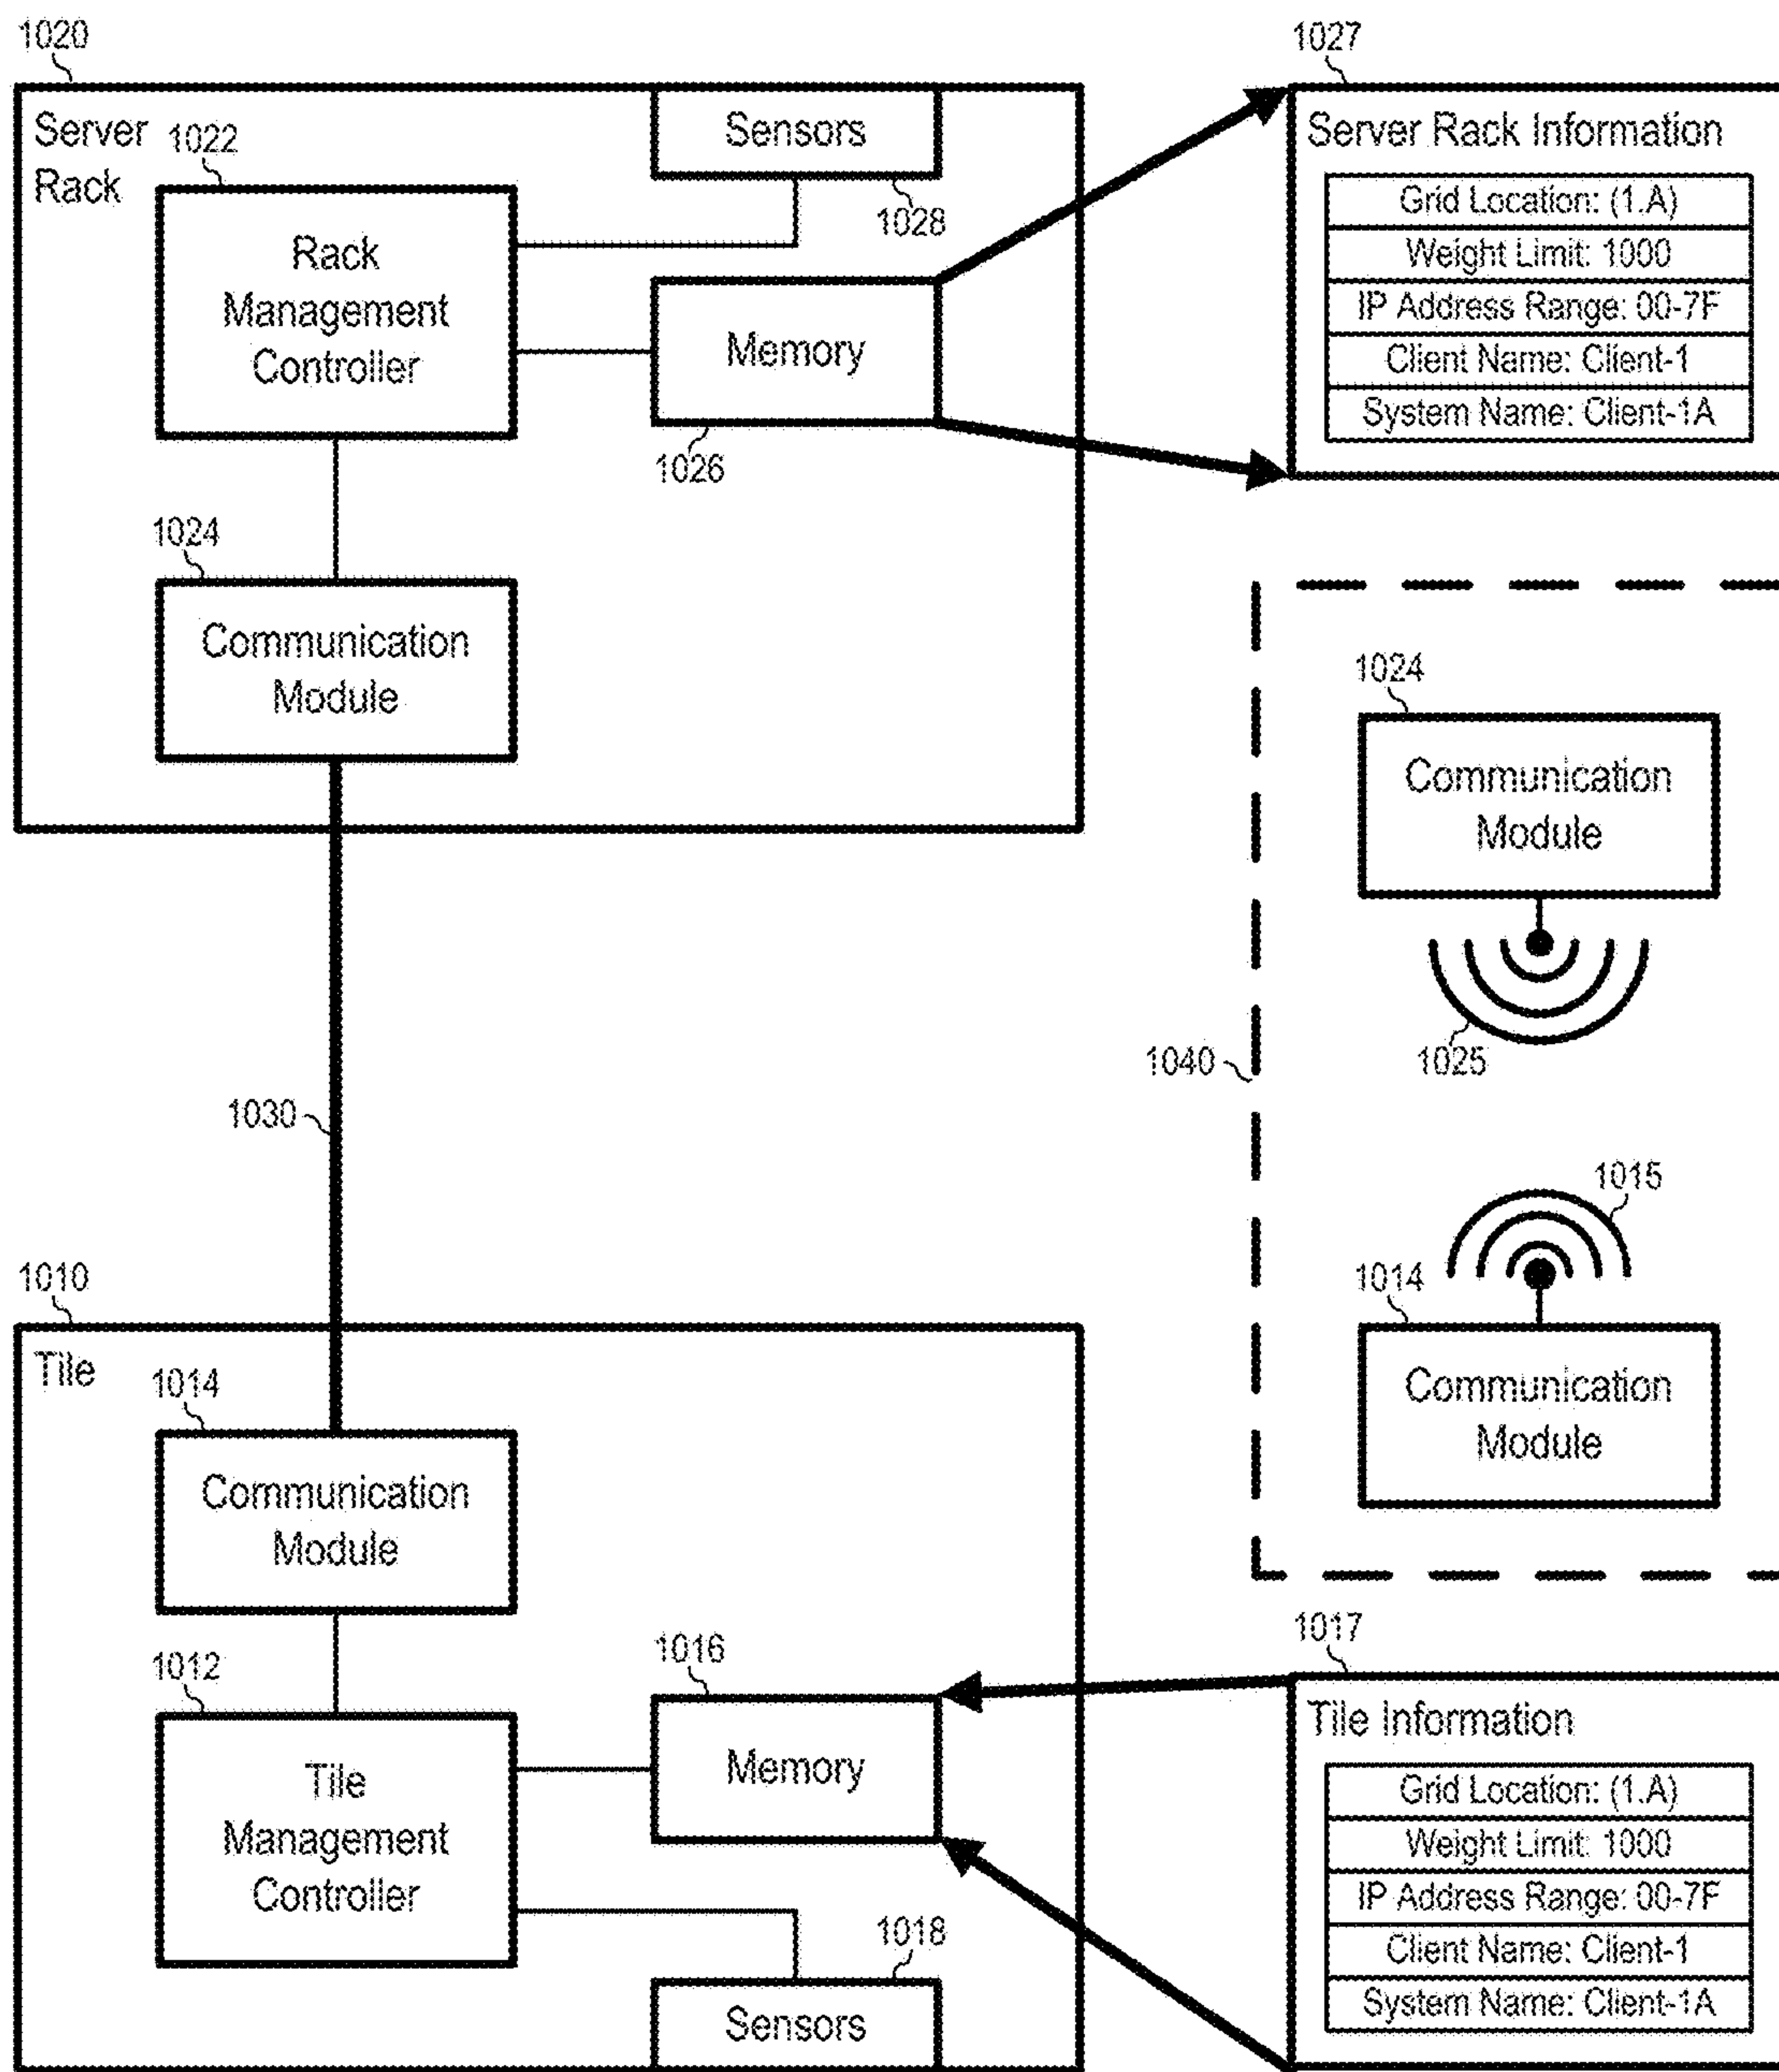 1020
Server
Rack
1022
Sensors
1028
Rack
Management
Controller
Memory
1026
1024
Communication
Module
1027
Server Rack Information
Grid Location: (1.A)
Weight Limit: 1000
IP Address Range: 00-7F
Client Name: Client-1
System Name: Client-1A
1024
Communication
Module
1025
1040
1030
1015
1014
Communication
Module
1010
Tile
1014
Communication
Module
1012
Tile
Management
Controller
1016
Memory
1018
Sensors
1017
Tile Information
Grid Location: (1.A)
Weight Limit: 1000
IP Address Range: 00-7F
Client Name: Client-1
System Name: Client-1A